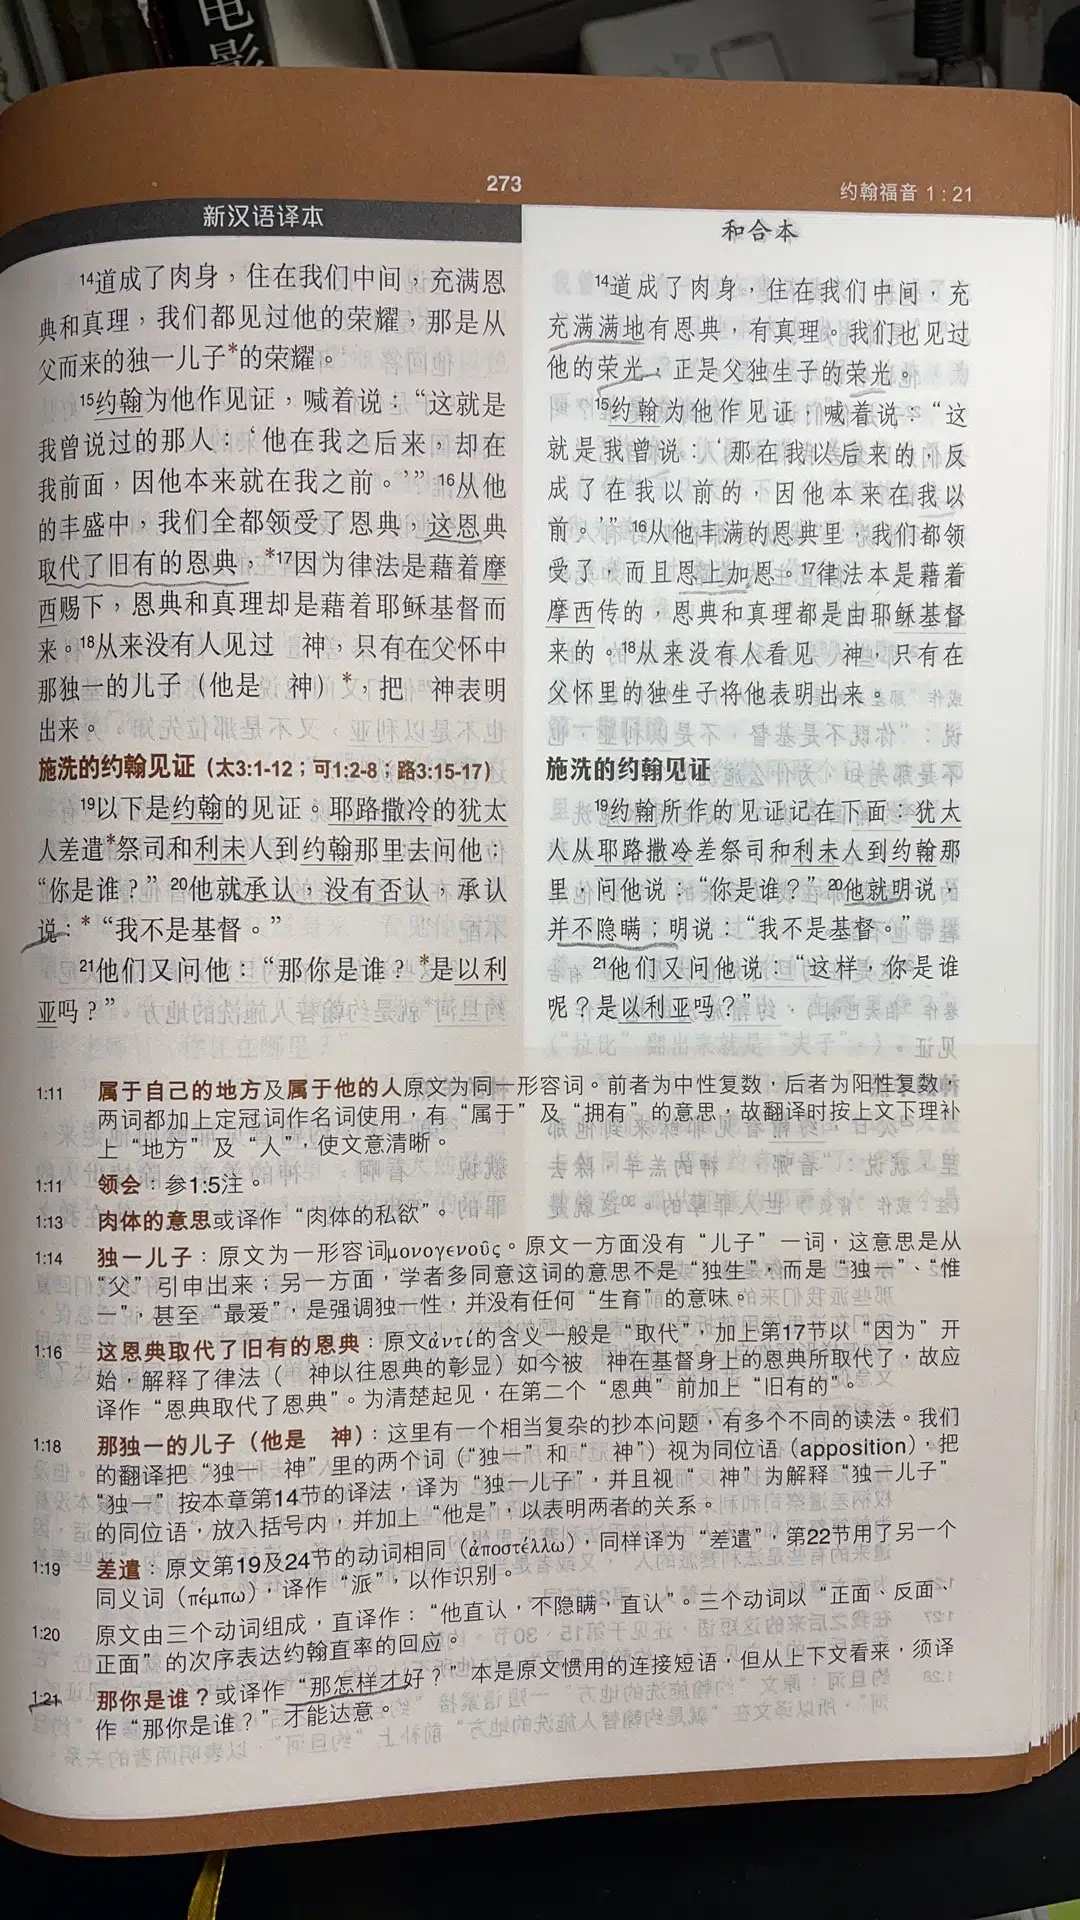 电影
273
约翰福音 1：21
新汉语译本
14道成了肉身，住在我们中间，充满恩
典和真理，我们都见过他的荣耀，那是从
父而来的独一儿子*的荣耀。
15约翰为他作见证，喊着说：“这就是
我曾说过的那人：‘他在我之后来，却在
我前面，因他本来就在我之前。’”16从他
的丰盛中，我们全都领受了恩典，这恩典
取代了旧有的恩典，*17因为律法是藉着摩
西赐下，恩典和真理却是藉着耶稣基督而
来。18从来没有人见过　神，只有在父怀中
那独一的儿子（他是　神）*，把　神表明
出来。
施洗的约翰见证（太3:1-12；可1:2-8；路3:15-17）
19以下是约翰的见证。耶路撒冷的犹太
人差遣*祭司和利未人到约翰那里去问他：
“你是谁？”20他就承认，没有否认，承认
说：*“我不是基督。”
21他们又问他：“那你是谁？*是以利
亚吗？”
和合本
14道成了肉身，住在我们中间，充
充满满地有恩典，有真理。我们也见过
他的荣光，正是父独生子的荣光。
15约翰为他作见证，喊着说：“这
就是我曾说：‘那在我以后来的，反
成了在我以前的，因他本来在我以
前。’”16从他丰满的恩典里，我们都领
受了，而且恩上加恩。17律法本是藉着
摩西传的，恩典和真理都是由耶稣基督
来的。18从来没有人看见　神，只有在
父怀里的独生子将他表明出来。
施洗的约翰见证
19约翰所作的见证记在下面：犹太
人从耶路撒冷差祭司和利未人到约翰那
里，问他说：“你是谁？”20他就明说，
并不隐瞒；明说：“我不是基督。”
21他们又问他说：“这样，你是谁
呢？是以利亚吗？”
1:11 属于自己的地方及属于他的人原文为同一形容词。前者为中性复数，后者为阳性复数，
两词都加上定冠词作名词使用，有“属于”及“拥有”的意思，故翻译时按上文下理补
上“地方”及“人”，使文意清晰。
1:11 领会：参1:5注。
1:13 肉体的意思或译作“肉体的私欲”。
1:14 独一儿子：原文为一形容词μονογενοῦς。原文一方面没有“儿子”一词，这意思是从
“父”引申出来；另一方面，学者多同意这词的意思不是“独生”，而是“独一”、“惟
一”，甚至“最爱”，是强调独一性，并没有任何“生育”的意味。
1:16 这恩典取代了旧有的恩典：原文ἀντί的含义一般是“取代”，加上第17节以“因为”开
始，解释了律法（　神以往恩典的彰显）如今被　神在基督身上的恩典所取代了，故应
译作“恩典取代了恩典”。为清楚起见，在第二个“恩典”前加上“旧有的”。
1:18 那独一的儿子（他是　神）：这里有一个相当复杂的抄本问题，有多个不同的读法。我们
的翻译把“独一　神”里的两个词（“独一”和“　神”）视为同位语（apposition），把
“独一”按本章第14节的译法，译为“独一儿子”，并且视“　神”为解释“独一儿子”
的同位语，放入括号内，并加上“他是”，以表明两者的关系。
1:19 差遣：原文第19及24节的动词相同（ἀποστέλλω），同样译为“差遣”，第22节用了另一个
同义词（πέμπω），译作“派”，以作识别。
1:20 原文由三个动词组成，直译作：“他直认，不隐瞒，直认”。三个动词以“正面、反面、
正面”的次序表达约翰直率的回应。
1:21 那你是谁？或译作“那怎样才好？”本是原文惯用的连接短语，但从上下文看来，须译
作“那你是谁？”才能达意。